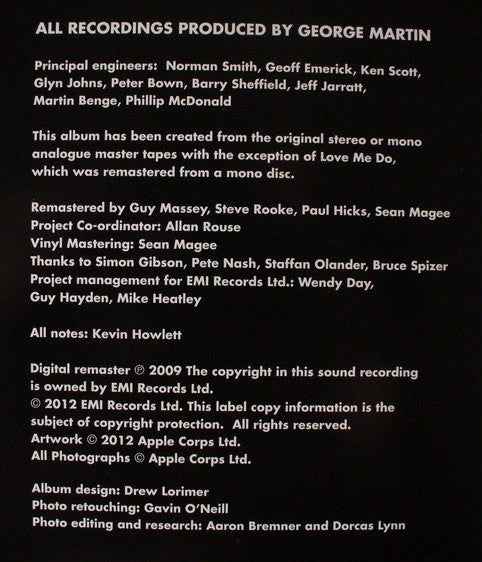 ALL RECORDINGS PRODUCED BY GEORGE MARTIN
Principal engineers: Norman Smith, Geoff Emerick, Ken Scott,
Glyn Johns, Peter Bown, Barry Sheffield, Jeff Jarratt,
Martin Benge, Phillip McDonald
This album has been created from the original stereo or mono
analogue master tapes with the exception of Love Me Do,
which was remastered from a mono disc.
Remastered by Guy Massey, Steve Rooke, Paul Hicks, Sean Magee
Project Co-ordinator: Allan Rouse
Vinyl Mastering: Sean Magee
Thanks to Simon Gibson, Pete Nash, Staffan Olander, Bruce Spizer
Project management for EMI Records Ltd.: Wendy Day,
Guy Hayden, Mike Heatley
All notes: Kevin Howlett
Digital remaster ℗ 2009 The copyright in this sound recording
is owned by EMI Records Ltd.
© 2012 EMI Records Ltd. This label copy information is the
subject of copyright protection. All rights reserved.
Artwork © 2012 Apple Corps Ltd.
All Photographs © Apple Corps Ltd.
Album design: Drew Lorimer
Photo retouching: Gavin O'Neill
Photo editing and research: Aaron Bremner and Dorcas Lynn